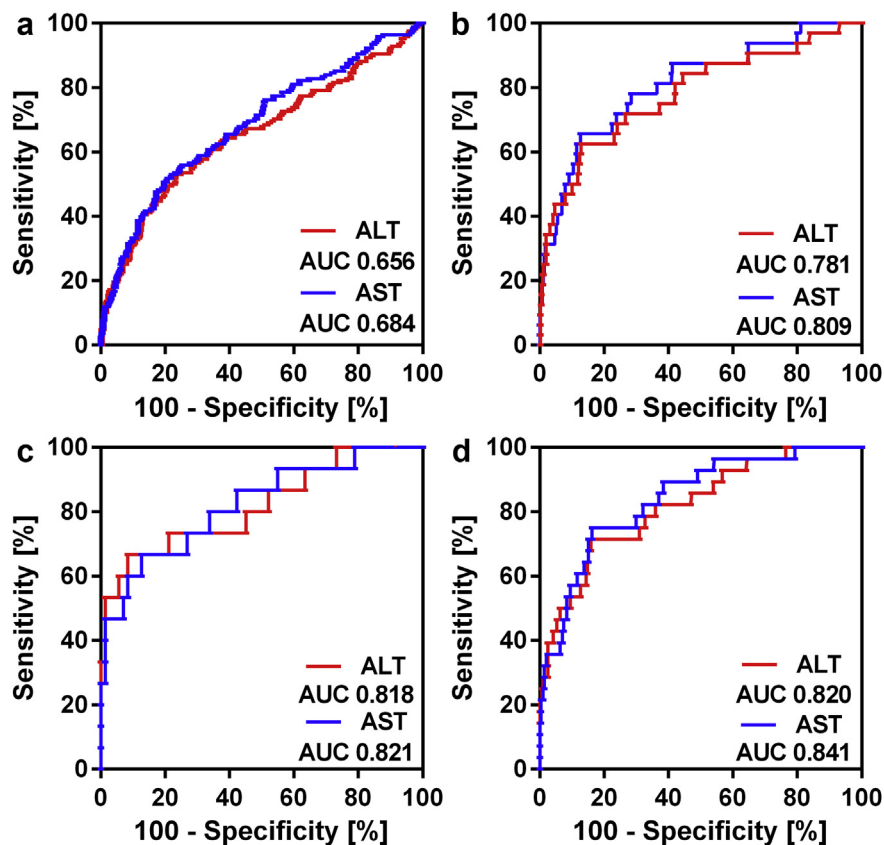 a
Sensitivity [%]
100
80
60
40
20
0
0 20 40 60 80 100
100 - Specificity [%]
ALT
AUC 0.656
AST
AUC 0.684
b
Sensitivity [%]
100
80
60
40
20
0
0 20 40 60 80 100
100 - Specificity [%]
ALT
AUC 0.781
AST
AUC 0.809
c
Sensitivity [%]
100
80
60
40
20
0
0 20 40 60 80 100
100 - Specificity [%]
ALT
AUC 0.818
AST
AUC 0.821
d
Sensitivity [%]
100
80
60
40
20
0
0 20 40 60 80 100
100 - Specificity [%]
ALT
AUC 0.820
AST
AUC 0.841